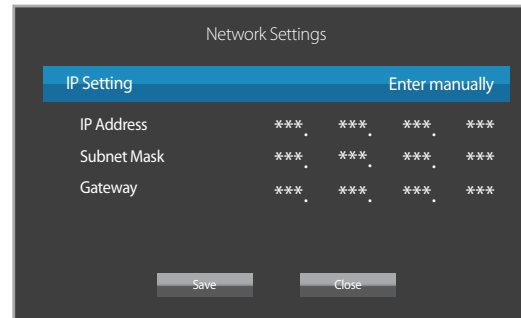 Network Settings
IP Setting Enter manually
IP Address ***. ***. ***. ***
Subnet Mask ***. ***. ***. ***
Gateway ***. ***. ***. ***
Save Close